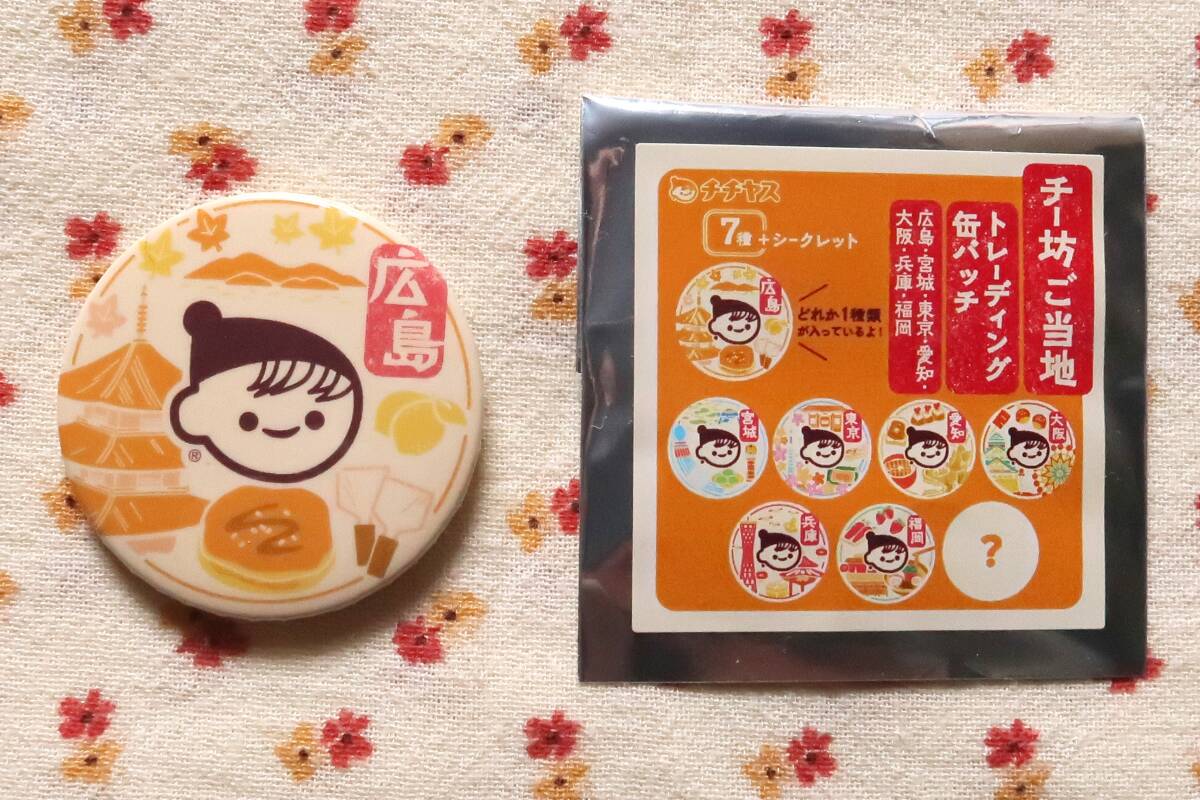 広島
®
チチヤス
7種+シークレット
チー坊ご当地
トレーディング
缶バッチ
広島・宮城・東京・愛知・
大阪・兵庫・福岡
広島
どれか1種類
が入っているよ!
宮城
東京
愛知
大阪
兵庫
福岡
?